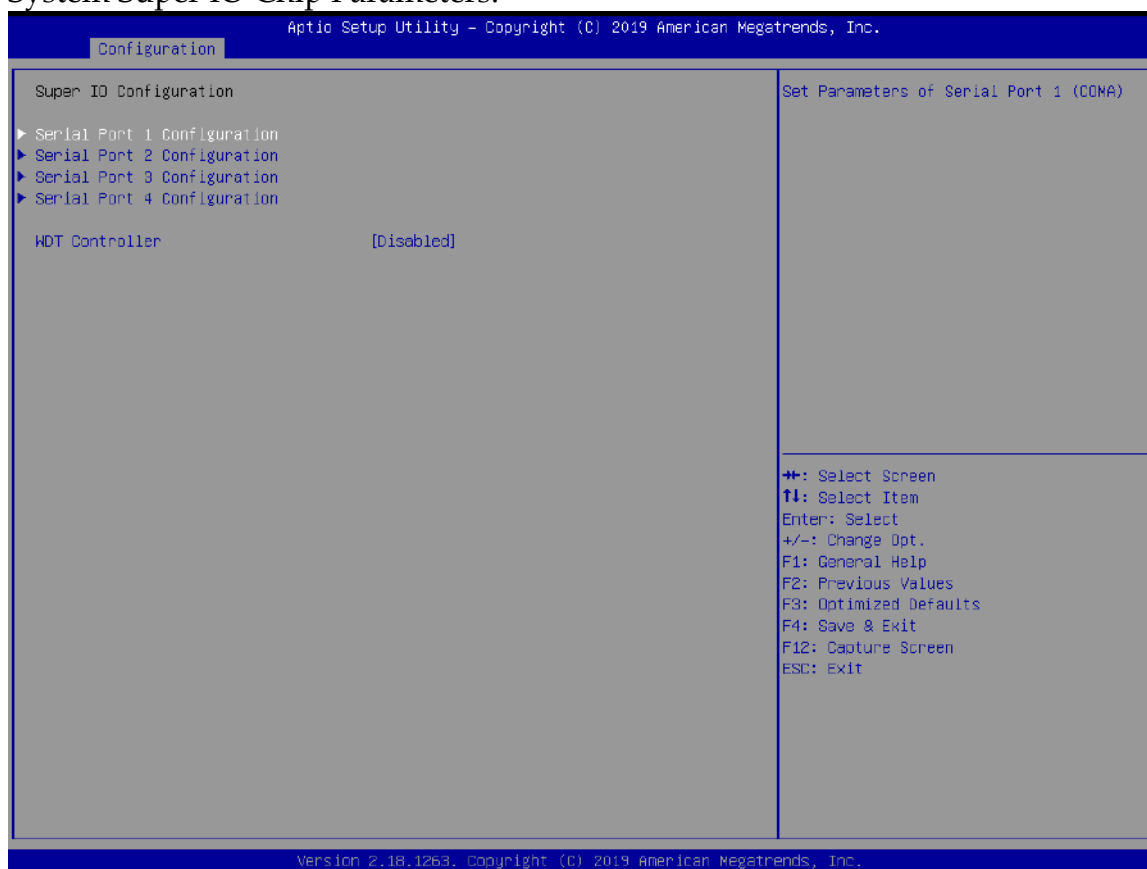 System Super IO Chip Parameters.
Aptio Setup Utility – Copyright (C) 2019 American Megatrends, Inc.
Configuration
Super IO Configuration
▶ Serial Port 1 Configuration
▶ Serial Port 2 Configuration
▶ Serial Port 3 Configuration
▶ Serial Port 4 Configuration
WDT Controller [Disabled]
Set Parameters of Serial Port 1 (COMA)
→←: Select Screen
↑↓: Select Item
Enter: Select
+/-: Change Opt.
F1: General Help
F2: Previous Values
F3: Optimized Defaults
F4: Save & Exit
F12: Capture Screen
ESC: Exit
Version 2.18.1263. Copyright (C) 2019 American Megatrends, Inc.